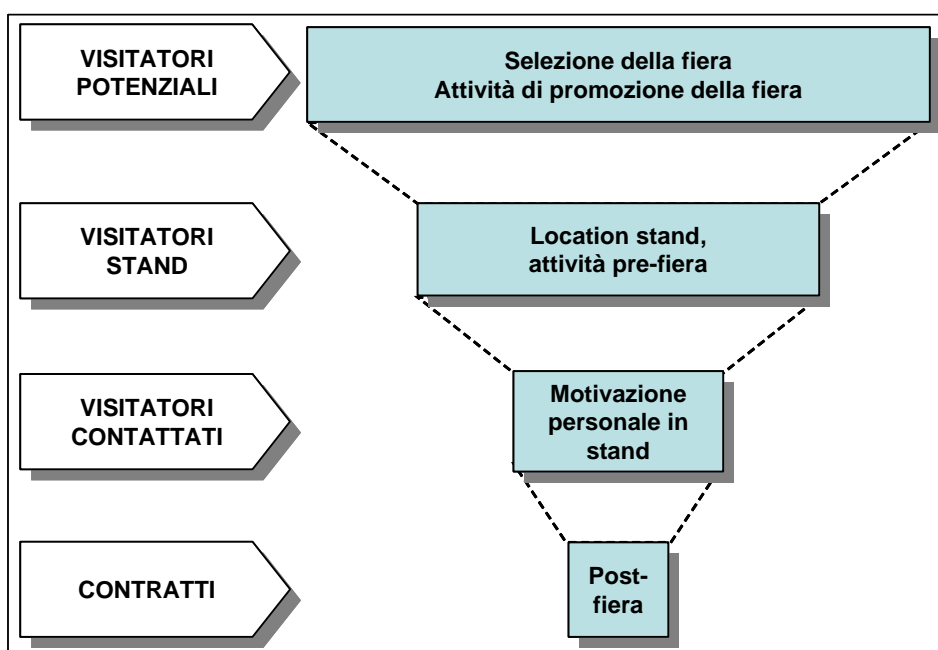 VISITATORI
POTENZIALI
Selezione della fiera
Attività di promozione della fiera
VISITATORI
STAND
Location stand,
attività pre-fiera
VISITATORI
CONTATTATI
Motivazione
personale in
stand
CONTRATTI
Post-
fiera